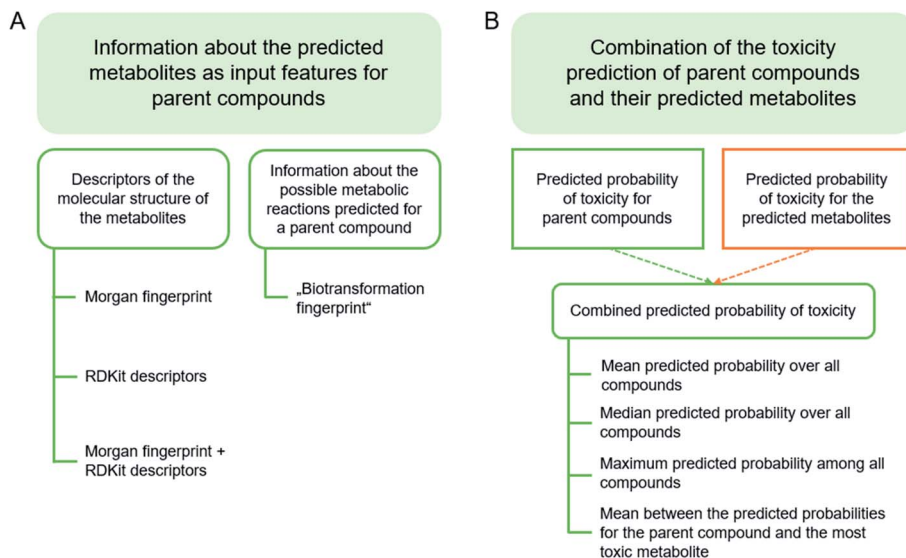 A
Information about the predicted
metabolites as input features for
parent compounds
Descriptors of the
molecular structure of
the metabolites
Information about the
possible metabolic
reactions predicted for
a parent compound
Morgan fingerprint
RDKit descriptors
Morgan fingerprint +
RDKit descriptors
„Biotransformation
fingerprint“
B
Combination of the toxicity
prediction of parent compounds
and their predicted metabolites
Predicted probability
of toxicity for
parent compounds
Predicted probability
of toxicity for the
predicted metabolites
Combined predicted probability of toxicity
Mean predicted probability over all
compounds
Median predicted probability over all
compounds
Maximum predicted probability among all
compounds
Mean between the predicted probabilities
for the parent compound and the most
toxic metabolite